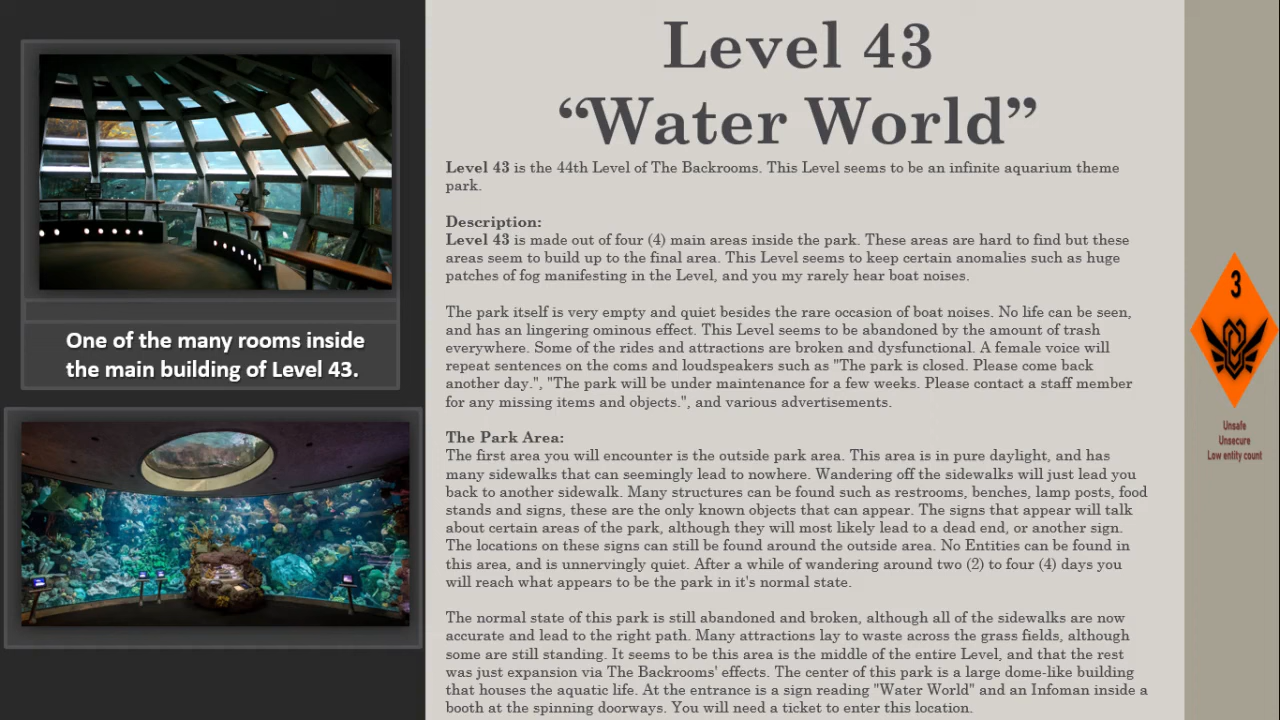 Level 43
“Water World”
Level 43 is the 44th Level of The Backrooms. This Level seems to be an infinite aquarium theme
park.
Description:
Level 43 is made out of four (4) main areas inside the park. These areas are hard to find but these
areas seem to build up to the final area. This Level seems to keep certain anomalies such as huge
patches of fog manifesting in the Level, and you my rarely hear boat noises.
The park itself is very empty and quiet besides the rare occasion of boat noises. No life can be seen,
and has an lingering ominous effect. This Level seems to be abandoned by the amount of trash
everywhere. Some of the rides and attractions are broken and dysfunctional. A female voice will
repeat sentences on the coms and loudspeakers such as "The park is closed. Please come back
another day.", "The park will be under maintenance for a few weeks. Please contact a staff member
for any missing items and objects.", and various advertisements.
The Park Area:
The first area you will encounter is the outside park area. This area is in pure daylight, and has
many sidewalks that can seemingly lead to nowhere. Wandering off the sidewalks will just lead you
back to another sidewalk. Many structures can be found such as restrooms, benches, lamp posts, food
stands and signs, these are the only known objects that can appear. The signs that appear will talk
about certain areas of the park, although they will most likely lead to a dead end, or another sign.
The locations on these signs can still be found around the outside area. No Entities can be found in
this area, and is unnervingly quiet. After a while of wandering around two (2) to four (4) days you
will reach what appears to be the park in it's normal state.
The normal state of this park is still abandoned and broken, although all of the sidewalks are now
accurate and lead to the right path. Many attractions lay to waste across the grass fields, although
some are still standing. It seems to be this area is the middle of the entire Level, and that the rest
was just expansion via The Backrooms' effects. The center of this park is a large dome-like building
that houses the aquatic life. At the entrance is a sign reading "Water World" and an Infoman inside a
booth at the spinning doorways. You will need a ticket to enter this location.
One of the many rooms inside
the main building of Level 43.
3
Unsafe
Unsecure
Low entity count